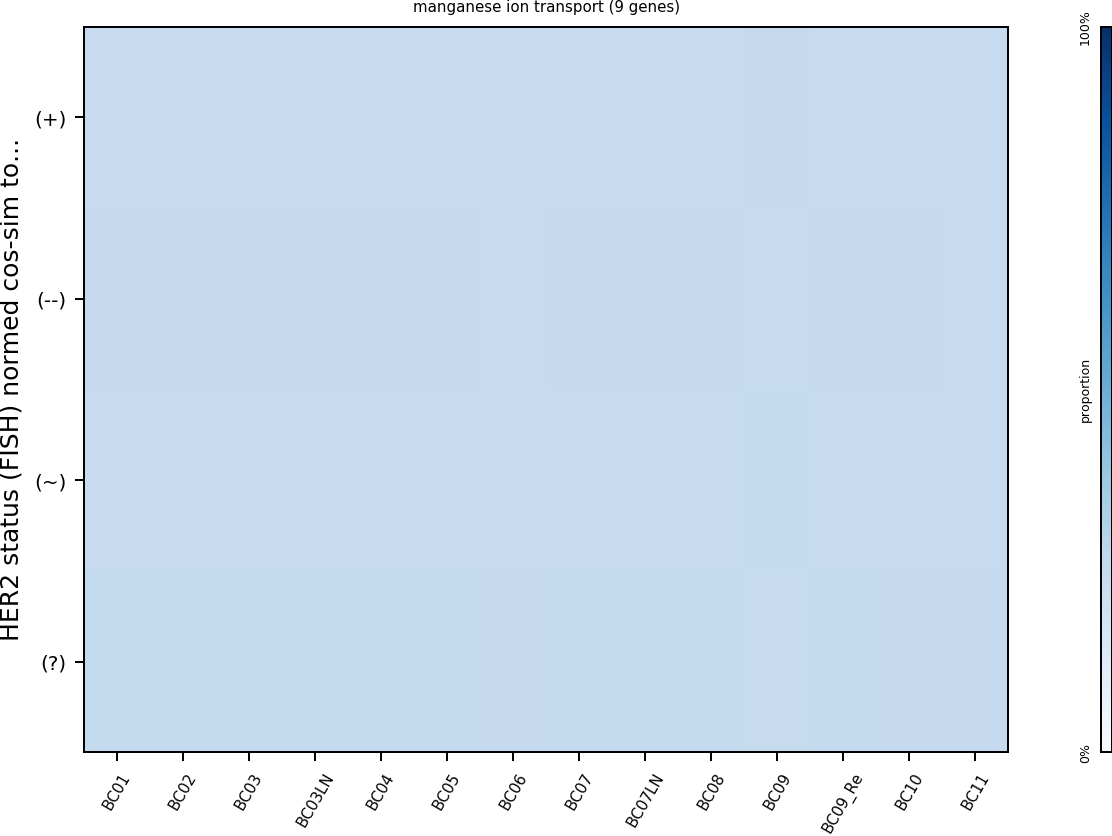 manganese ion transport (9 genes)
HER2 status (FISH) normed cos-sim to...
(+)
(--)
(~)
(?)
BC01
BC02
BC03
BC03LN
BC04
BC05
BC06
BC07
BC07LN
BC08
BC09
BC09_Re
BC10
BC11
100%
proportion
0%